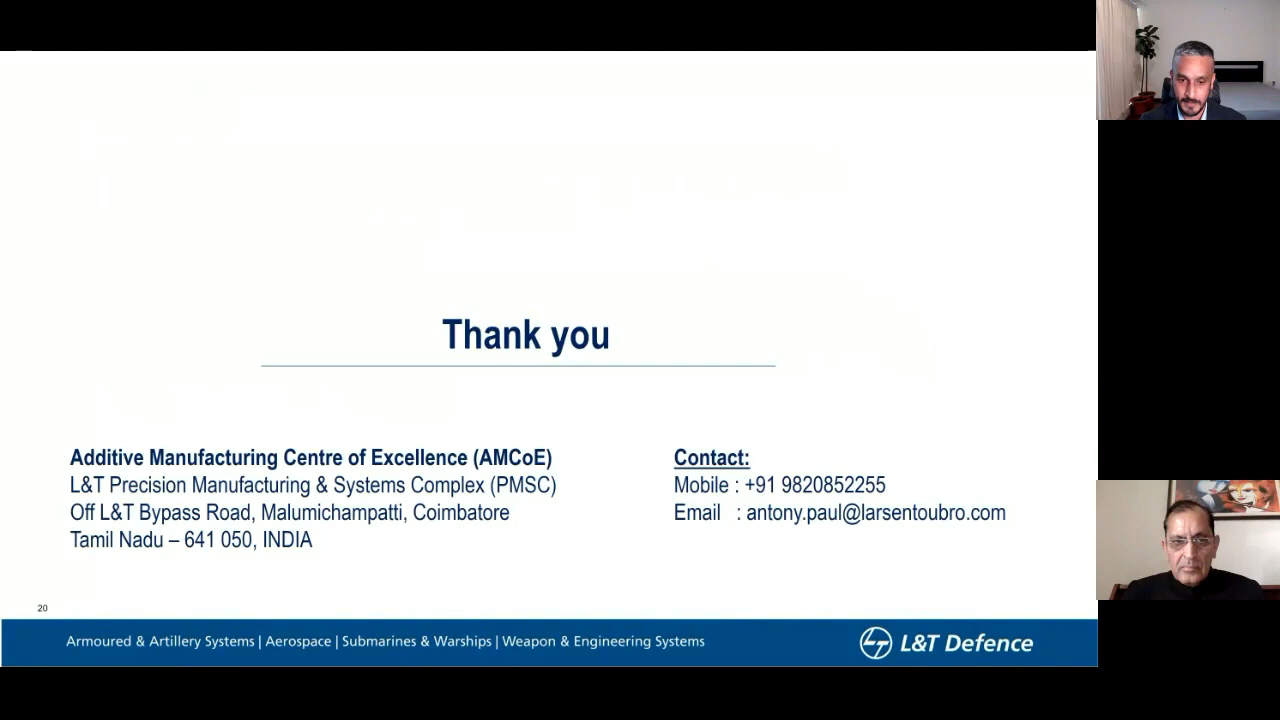 Thank you
Additive Manufacturing Centre of Excellence (AMCoE)
L&T Precision Manufacturing & Systems Complex (PMSC)
Off L&T Bypass Road, Malumichampatti, Coimbatore
Tamil Nadu – 641 050, INDIA
Contact:
Mobile : +91 9820852255
Email : antony.paul@larsentoubro.com
20
Armoured & Artillery Systems | Aerospace | Submarines & Warships | Weapon & Engineering Systems
L&T Defence